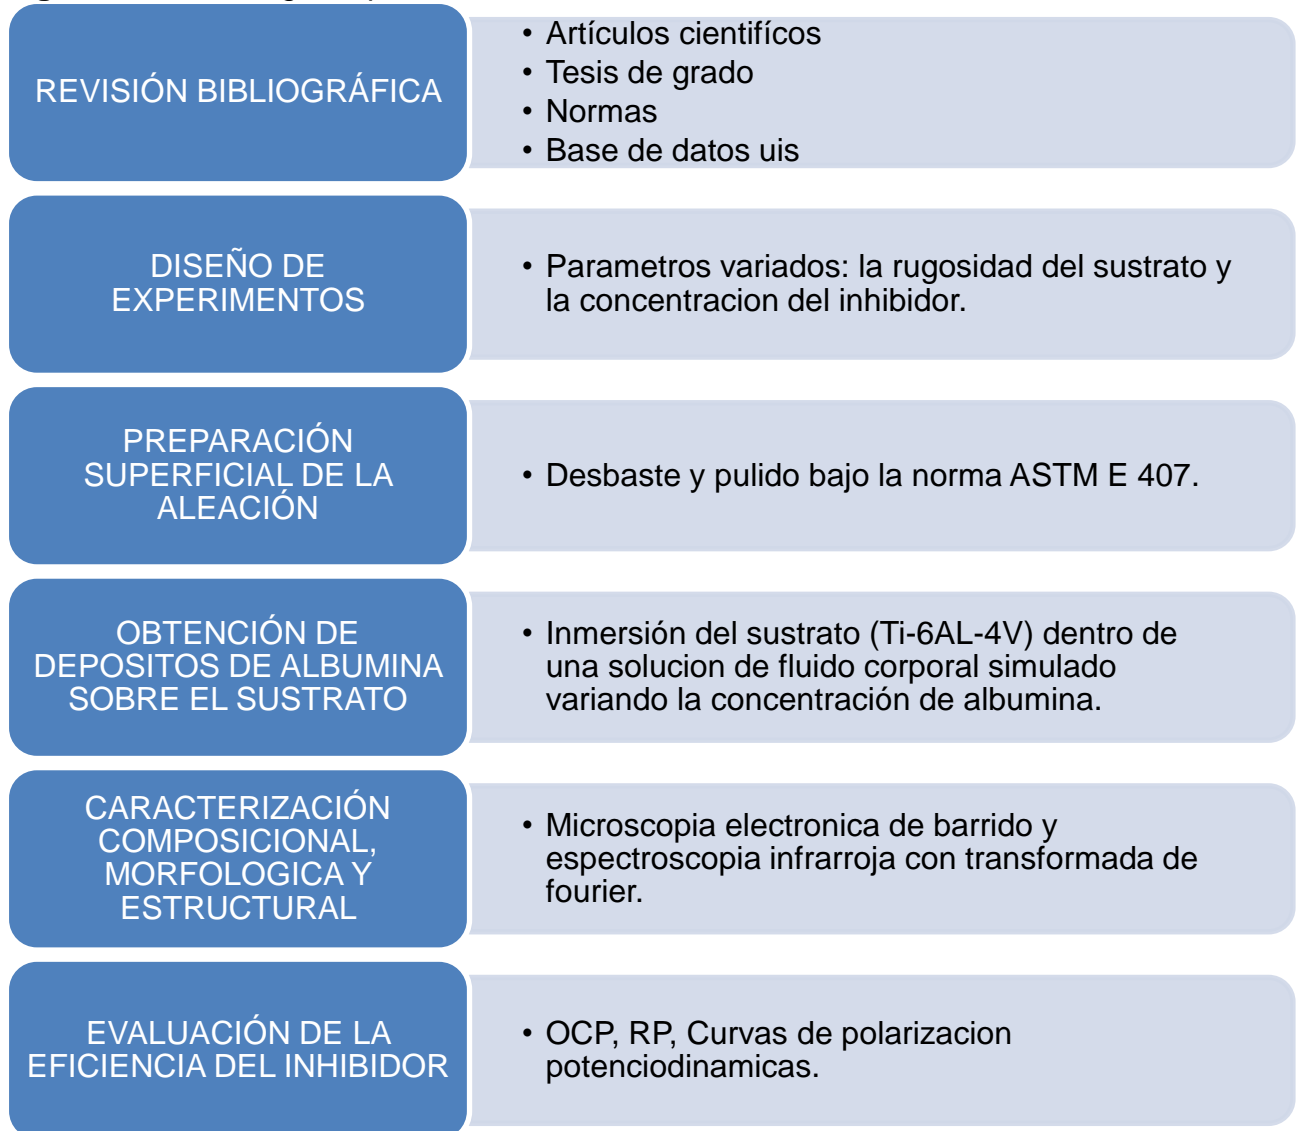 REVISIÓN BIBLIOGRÁFICA
• Artículos cientifícos
• Tesis de grado
• Normas
• Base de datos uis
DISEÑO DE
EXPERIMENTOS
• Parametros variados: la rugosidad del sustrato y
la concentracion del inhibidor.
PREPARACIÓN
SUPERFICIAL DE LA
ALEACIÓN
• Desbaste y pulido bajo la norma ASTM E 407.
OBTENCIÓN DE
DEPOSITOS DE ALBUMINA
SOBRE EL SUSTRATO
• Inmersión del sustrato (Ti-6AL-4V) dentro de
una solucion de fluido corporal simulado
variando la concentración de albumina.
CARACTERIZACIÓN
COMPOSICIONAL,
MORFOLOGICA Y
ESTRUCTURAL
• Microscopia electronica de barrido y
espectroscopia infrarroja con transformada de
fourier.
EVALUACIÓN DE LA
EFICIENCIA DEL INHIBIDOR
• OCP, RP, Curvas de polarizacion
potenciodinamicas.